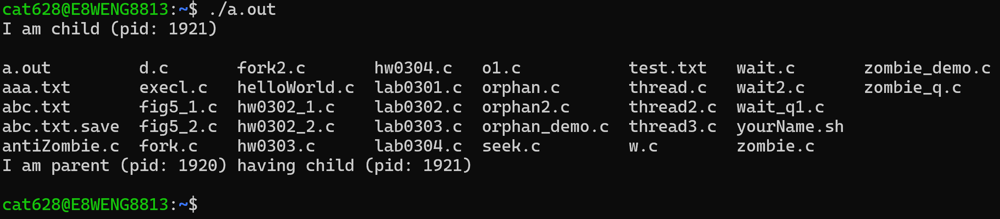 cat628@E8WENG8813:~$ ./a.out
I am child (pid: 1921)

a.out         d.c       fork2.c      hw0304.c   o1.c           test.txt   wait.c       zombie_demo.c
aaa.txt       execl.c   helloWorld.c  lab0301.c  orphan.c       thread.c   wait2.c      zombie_q.c
abc.txt       fig5_1.c  hw0302_1.c   lab0302.c  orphan2.c      thread2.c  wait_q1.c
abc.txt.save  fig5_2.c  hw0302_2.c   lab0303.c  orphan_demo.c  thread3.c  yourName.sh
antiZombie.c  fork.c    hw0303.c     lab0304.c  seek.c         w.c        zombie.c
I am parent (pid: 1920) having child (pid: 1921)

cat628@E8WENG8813:~$